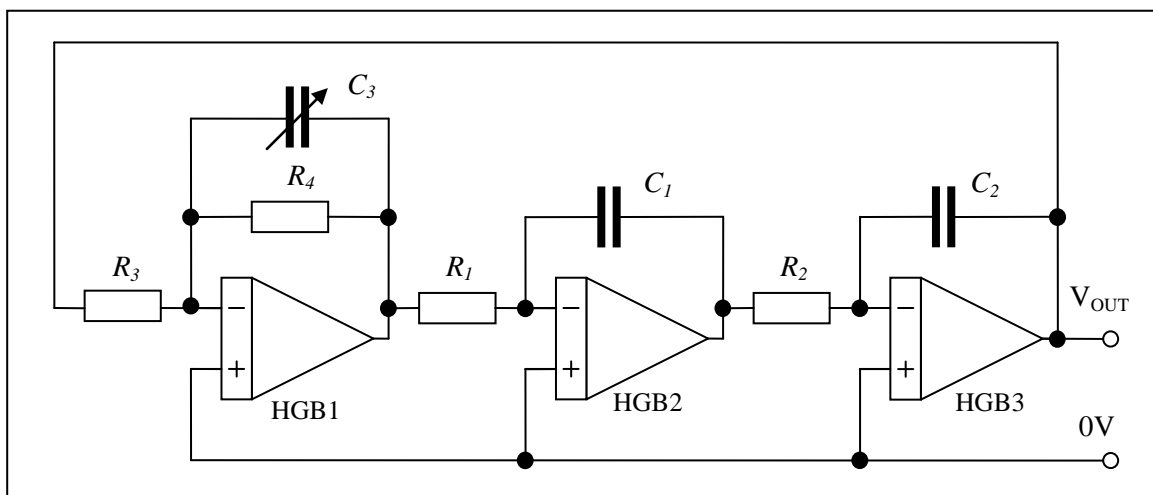 C3
R4
C1
C2
R3
R1
R2
VOUT
−
−
−
+
+
+
HGB1
HGB2
HGB3
0V